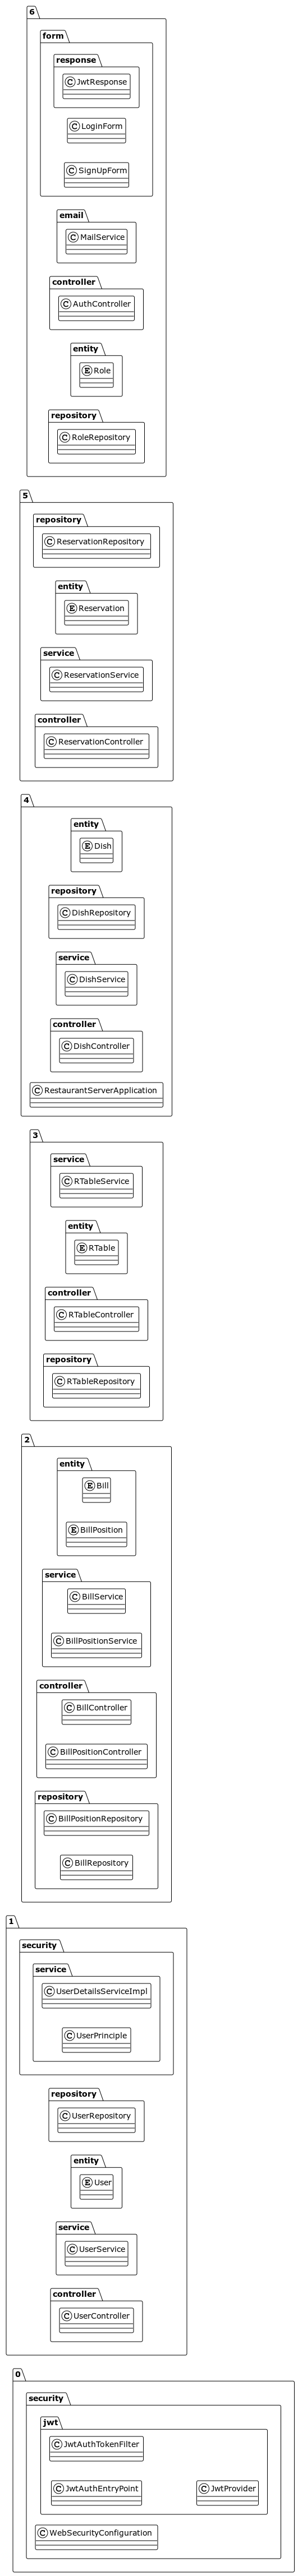 6
form
response
C JwtResponse
C LoginForm
C SignUpForm
email
C MailService
controller
C AuthController
entity
E Role
repository
C RoleRepository
5
repository
C ReservationRepository
entity
E Reservation
service
C ReservationService
controller
C ReservationController
4
entity
E Dish
repository
C DishRepository
service
C DishService
controller
C DishController
C RestaurantServerApplication
3
service
C RTableService
entity
E RTable
controller
C RTableController
repository
C RTableRepository
2
entity
E Bill
E BillPosition
service
C BillService
C BillPositionService
controller
C BillController
C BillPositionController
repository
C BillPositionRepository
C BillRepository
1
security
service
C UserDetailsServiceImpl
C UserPrinciple
repository
C UserRepository
entity
E User
service
C UserService
controller
C UserController
0
security
jwt
C JwtAuthTokenFilter
C JwtAuthEntryPoint C JwtProvider
C WebSecurityConfiguration